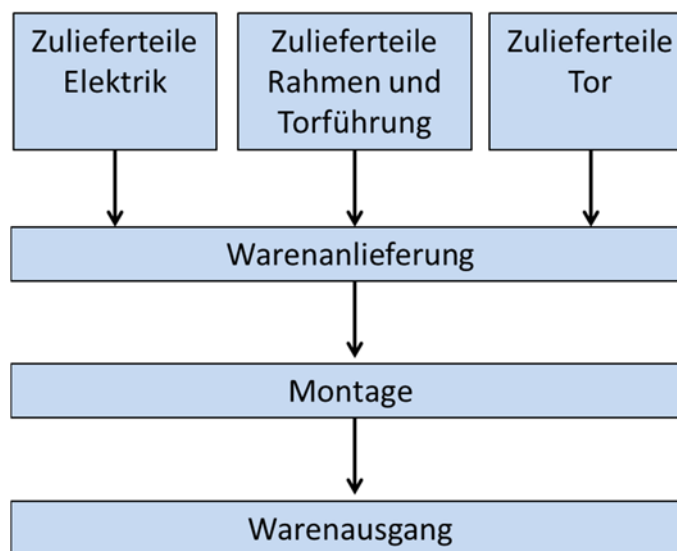 Zulieferteile
Elektrik
Zulieferteile
Rahmen und
Torführung
Zulieferteile
Tor
Warenanlieferung
Montage
Warenausgang